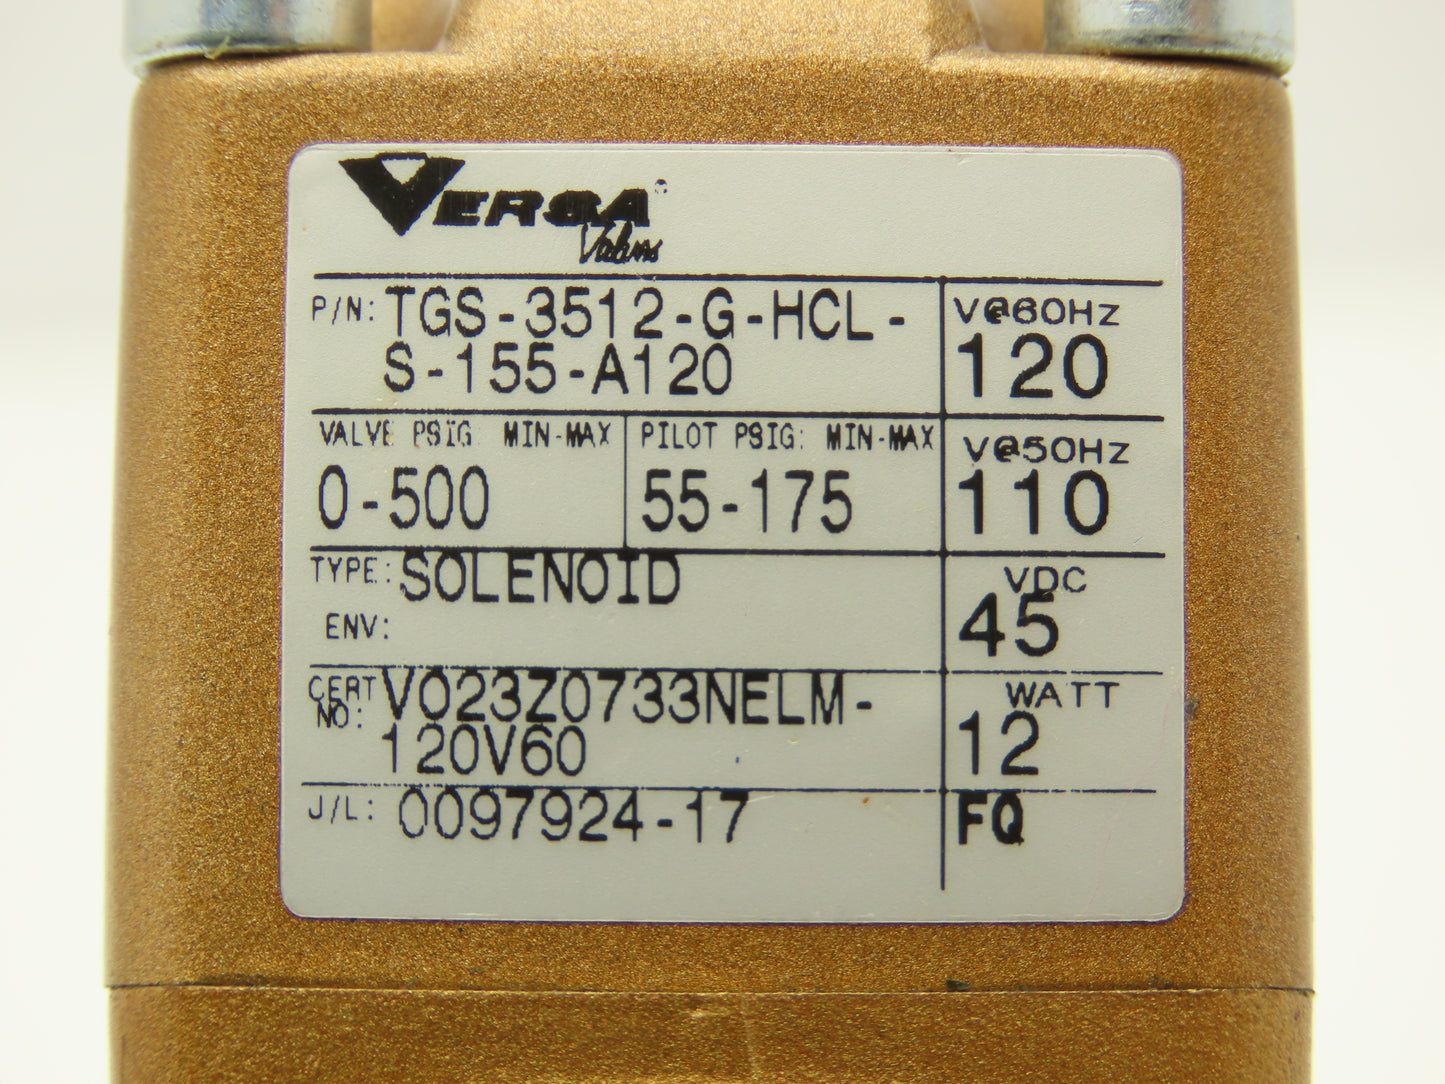 VERSA
Valves
P/N: TGS-3512-G-HCL-
S-155-A120
V@60HZ
120
VALVE PSIG: MIN-MAX
0-500
PILOT PSIG: MIN-MAX
55-175
V@50HZ
110
TYPE: SOLENOID
ENV:
VDC
45
CERT NO: V023Z0733NELM-
120V60
WATT
12
J/L: 0097924-17
FQ